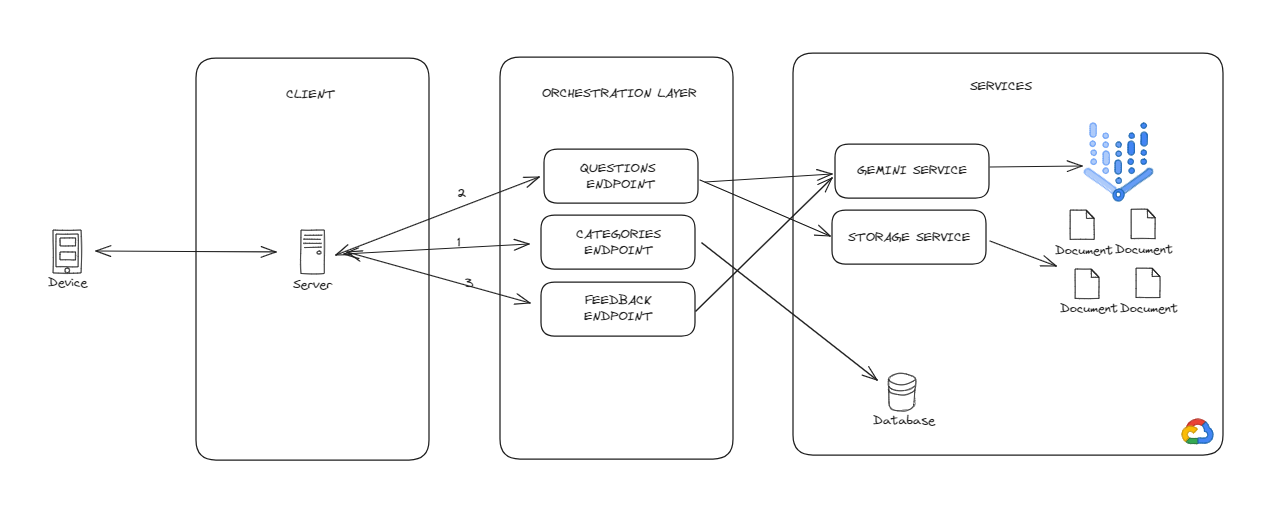 CLIENT
ORCHESTRATION LAYER
SERVICES
QUESTIONS
ENDPOINT
GEMINI SERVICE
2
CATEGORIES
ENDPOINT
1
STORAGE SERVICE
Document Document
Device
Server
3
FEEDBACK
ENDPOINT
Document Document
Database